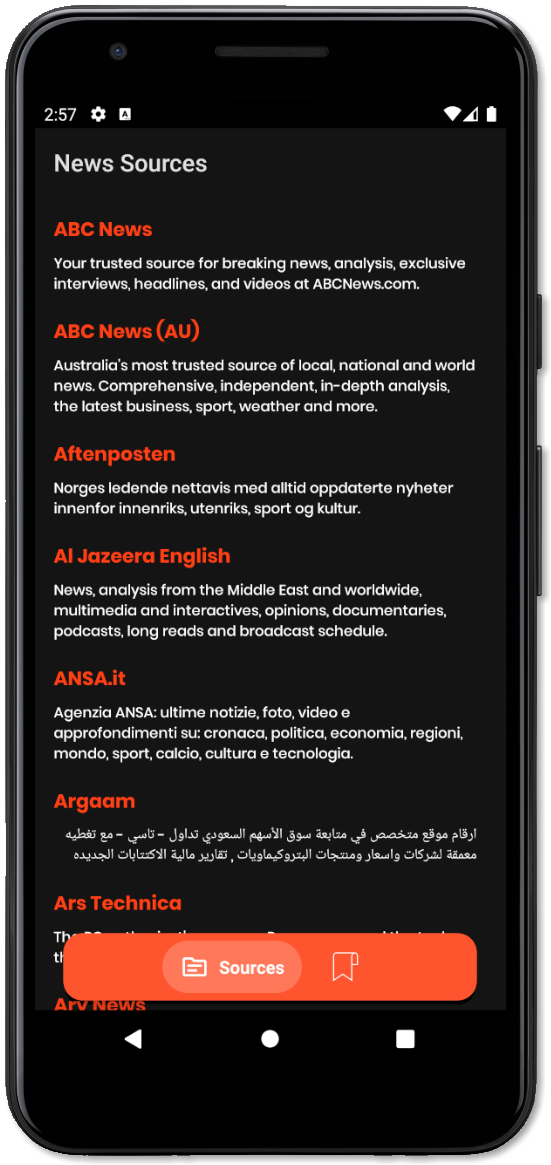 2:57
News Sources
ABC News
Your trusted source for breaking news, analysis, exclusive
interviews, headlines, and videos at ABCNews.com.
ABC News (AU)
Australia's most trusted source of local, national and world
news. Comprehensive, independent, in-depth analysis,
the latest business, sport, weather and more.
Aftenposten
Norges ledende nettavis med alltid oppdaterte nyheter
innenfor innenriks, utenriks, sport og kultur.
Al Jazeera English
News, analysis from the Middle East and worldwide,
multimedia and interactives, opinions, documentaries,
podcasts, long reads and broadcast schedule.
ANSA.it
Agenzia ANSA: ultime notizie, foto, video e
approfondimenti su: cronaca, politica, economia, regioni,
mondo, sport, calcio, cultura e tecnologia.
Argaam
ارقام موقع متخصص في متابعة سوق الأسهم السعودي تداول - تاسي - مع تغطيه
معمقة لشركات واسعار ومنتجات البتروكيماويات , تقارير مالية الاكتتابات الجديده
Ars Technica
Sources
Ary News